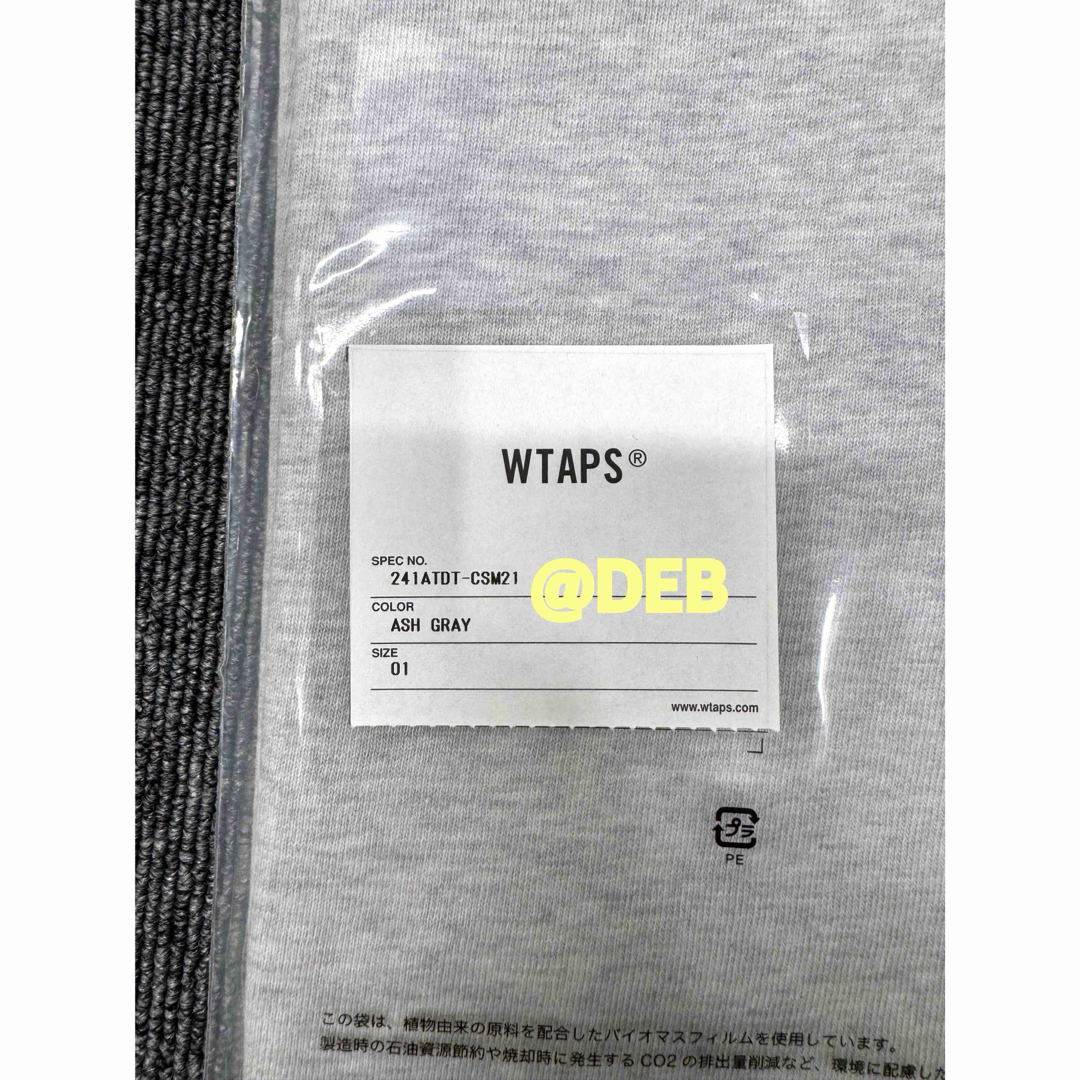 WTAPS®
SPEC NO.
241ATDT-CSM21
@DEB
COLOR
ASH GRAY
SIZE
01
www.wtaps.com
プラ
PE
この袋は、植物由来の原料を配合したバイオマスフィルムを使用しています。
製造時の石油資源節約や焼却時に発生するCO2の排出量削減など、環境に配慮した